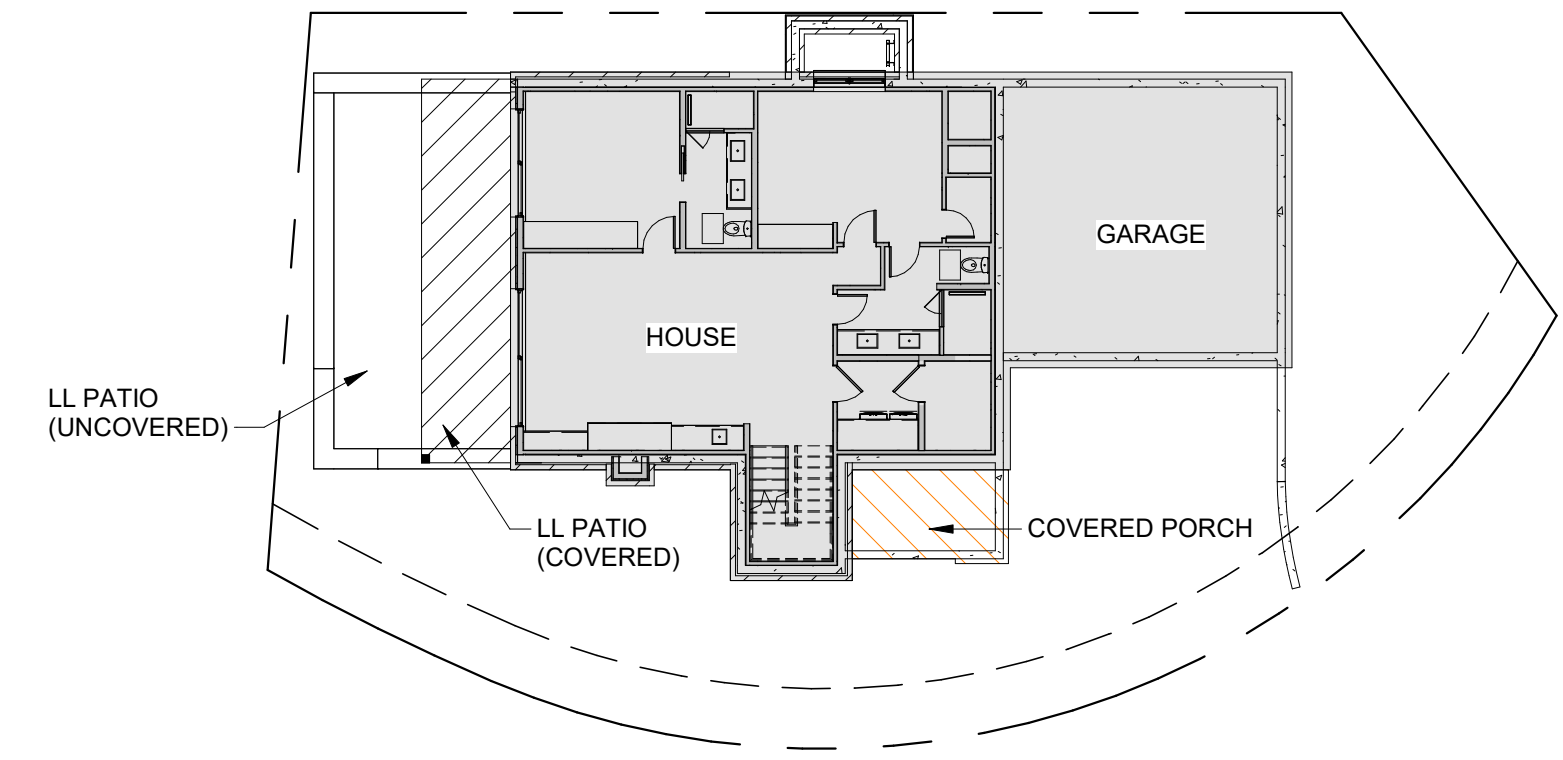 GARAGE
HOUSE
LL PATIO
(UNCOVERED)
LL PATIO
(COVERED)
COVERED PORCH